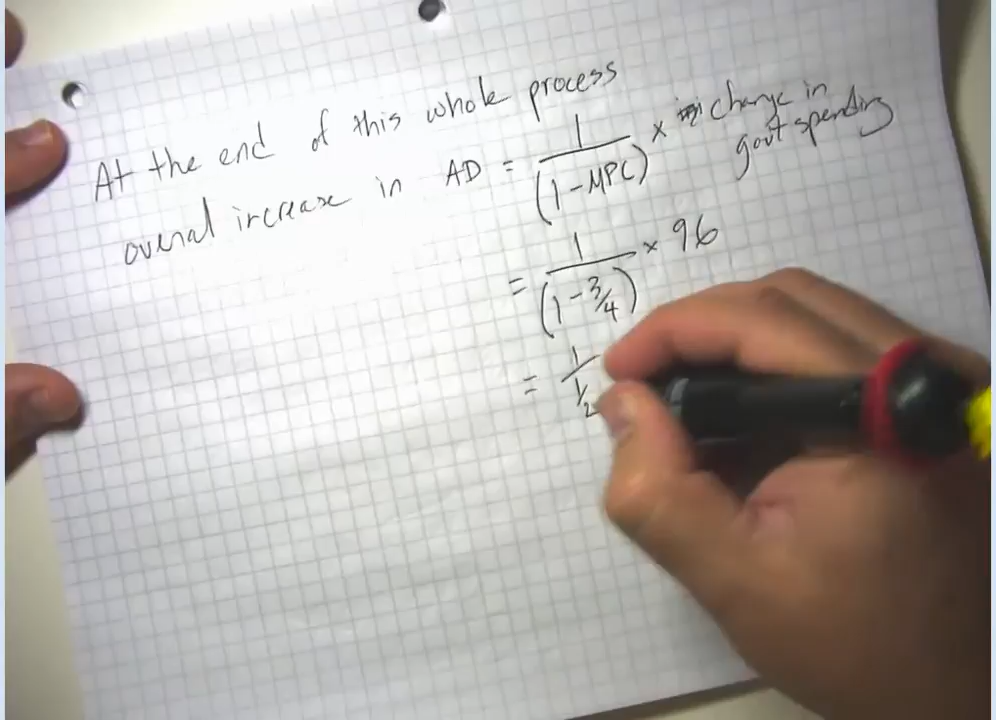 At the end of this whole process
overall increase in AD = 1/(1-MPC) × change in govt spending
= 1/(1-3/4) × 96
= 1/